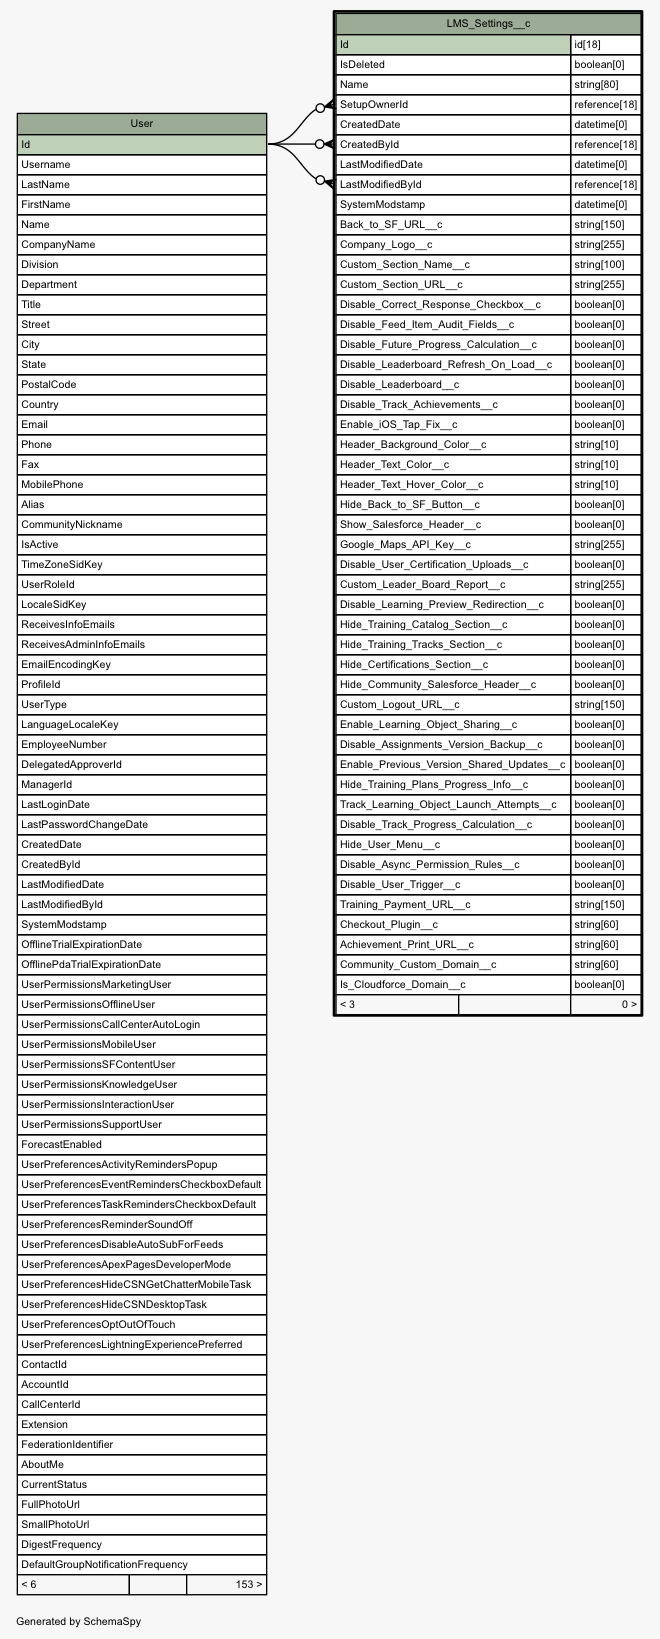 LMS_Settings__c
Id id[18]
IsDeleted boolean[0]
Name string[80]
SetupOwnerId reference[18]
CreatedDate datetime[0]
CreatedById reference[18]
LastModifiedDate datetime[0]
LastModifiedById reference[18]
SystemModstamp datetime[0]
Back_to_SF_URL__c string[150]
Company_Logo__c string[255]
Custom_Section_Name__c string[100]
Custom_Section_URL__c string[255]
Disable_Correct_Response_Checkbox__c boolean[0]
Disable_Feed_Item_Audit_Fields__c boolean[0]
Disable_Future_Progress_Calculation__c boolean[0]
Disable_Leaderboard_Refresh_On_Load__c boolean[0]
Disable_Leaderboard__c boolean[0]
Disable_Track_Achievements__c boolean[0]
Enable_iOS_Tap_Fix__c boolean[0]
Header_Background_Color__c string[10]
Header_Text_Color__c string[10]
Header_Text_Hover_Color__c string[10]
Hide_Back_to_SF_Button__c boolean[0]
Show_Salesforce_Header__c boolean[0]
Google_Maps_API_Key__c string[255]
Disable_User_Certification_Uploads__c boolean[0]
Custom_Leader_Board_Report__c string[255]
Disable_Learning_Preview_Redirection__c boolean[0]
Hide_Training_Catalog_Section__c boolean[0]
Hide_Training_Tracks_Section__c boolean[0]
Hide_Certifications_Section__c boolean[0]
Hide_Community_Salesforce_Header__c boolean[0]
Custom_Logout_URL__c string[150]
Enable_Learning_Object_Sharing__c boolean[0]
Disable_Assignments_Version_Backup__c boolean[0]
Enable_Previous_Version_Shared_Updates__c boolean[0]
Hide_Training_Plans_Progress_Info__c boolean[0]
Track_Learning_Object_Launch_Attempts__c boolean[0]
Disable_Track_Progress_Calculation__c boolean[0]
Hide_User_Menu__c boolean[0]
Disable_Async_Permission_Rules__c boolean[0]
Disable_User_Trigger__c boolean[0]
Training_Payment_URL__c string[150]
Checkout_Plugin__c string[60]
Achievement_Print_URL__c string[60]
Community_Custom_Domain__c string[60]
Is_Cloudforce_Domain__c boolean[0]
< 3 0 >
User
Id
Username
LastName
FirstName
Name
CompanyName
Division
Department
Title
Street
City
State
PostalCode
Country
Email
Phone
Fax
MobilePhone
Alias
CommunityNickname
IsActive
TimeZoneSidKey
UserRoleId
LocaleSidKey
ReceivesInfoEmails
ReceivesAdminInfoEmails
EmailEncodingKey
ProfileId
UserType
LanguageLocaleKey
EmployeeNumber
DelegatedApproverId
ManagerId
LastLoginDate
LastPasswordChangeDate
CreatedDate
CreatedById
LastModifiedDate
LastModifiedById
SystemModstamp
OfflineTrialExpirationDate
OfflinePdaTrialExpirationDate
UserPermissionsMarketingUser
UserPermissionsOfflineUser
UserPermissionsCallCenterAutoLogin
UserPermissionsMobileUser
UserPermissionsSFContentUser
UserPermissionsKnowledgeUser
UserPermissionsInteractionUser
UserPermissionsSupportUser
ForecastEnabled
UserPreferencesActivityRemindersPopup
UserPreferencesEventRemindersCheckboxDefault
UserPreferencesTaskRemindersCheckboxDefault
UserPreferencesReminderSoundOff
UserPreferencesDisableAutoSubForFeeds
UserPreferencesApexPagesDeveloperMode
UserPreferencesHideCSNGetChatterMobileTask
UserPreferencesHideCSNDesktopTask
UserPreferencesOptOutOfTouch
UserPreferencesLightningExperiencePreferred
ContactId
AccountId
CallCenterId
Extension
FederationIdentifier
AboutMe
CurrentStatus
FullPhotoUrl
SmallPhotoUrl
DigestFrequency
DefaultGroupNotificationFrequency
< 6 153 >
Generated by SchemaSpy